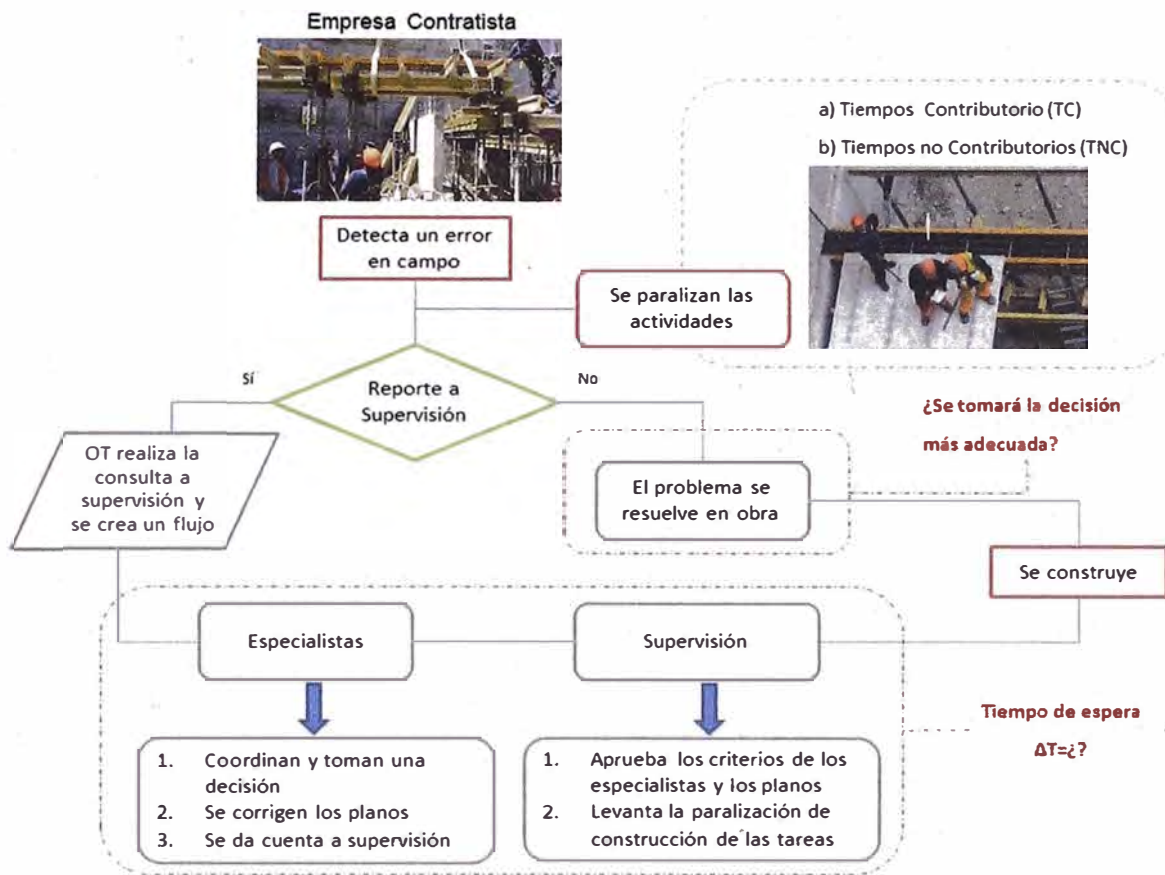 Empresa Contratista
a) Tiempos Contributorio (TC)
b) Tiempos no Contributorios (TNC)
Detecta un error
en campo
Se paralizan las
actividades
Sí
No
Reporte a
Supervisión
¿Se tomará la decisión
más adecuada?
OT realiza la
consulta a
supervisión y
se crea un flujo
El problema se
resuelve en obra
Se construye
Especialistas
Supervisión
Tiempo de espera
ΔT=¿?
1. Coordinan y toman una
decisión
2. Se corrigen los planos
3. Se da cuenta a supervisión
1. Aprueba los criterios de los
especialistas y los planos
2. Levanta la paralización de
construcción de las tareas